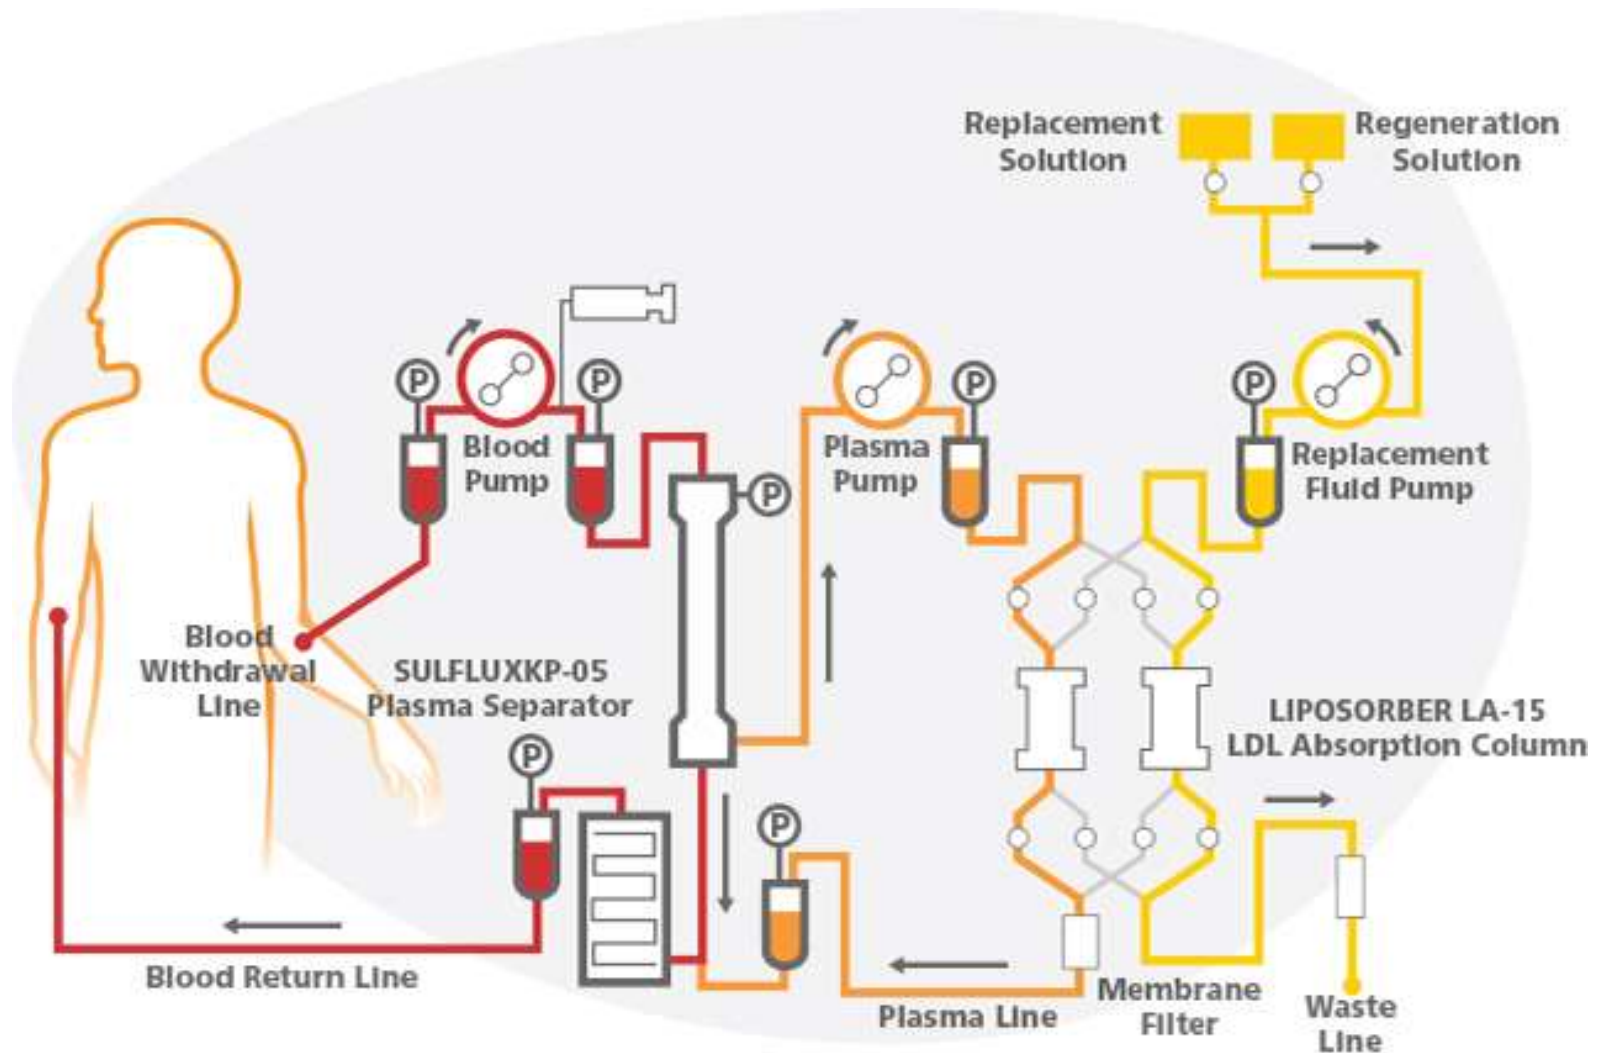 Replacement
Solution
Regeneration
Solution
P
P
P
P
Blood
Pump
Plasma
Pump
Replacement
Fluid Pump
P
Blood
Withdrawal
Line
SULFLUXKP-05
Plasma Separator
LIPOSORBER LA-15
LDL Absorption Column
P
P
Blood Return Line
Plasma Line
Membrane
Filter
Waste
Line